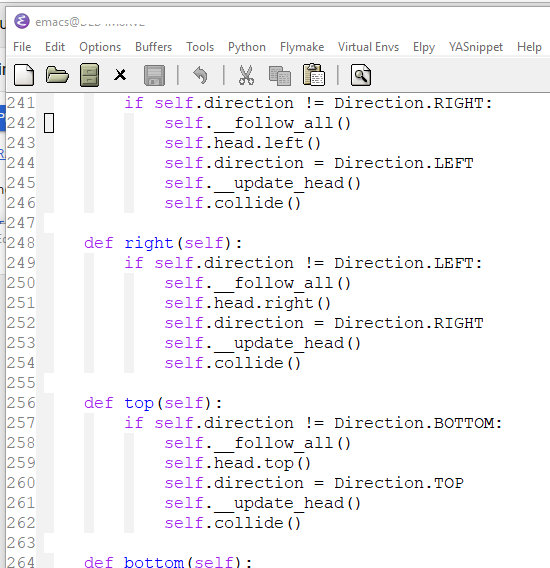 emacs@
File Edit Options Buffers Tools Python Flymake Virtual Envs Elpy YASnippet Help
241         if self.direction != Direction.RIGHT:
242             self.__follow_all()
243             self.head.left()
244             self.direction = Direction.LEFT
245             self.__update_head()
246             self.collide()
247
248     def right(self):
249         if self.direction != Direction.LEFT:
250             self.__follow_all()
251             self.head.right()
252             self.direction = Direction.RIGHT
253             self.__update_head()
254             self.collide()
255
256     def top(self):
257         if self.direction != Direction.BOTTOM:
258             self.__follow_all()
259             self.head.top()
260             self.direction = Direction.TOP
261             self.__update_head()
262             self.collide()
263
264     def bottom(self):